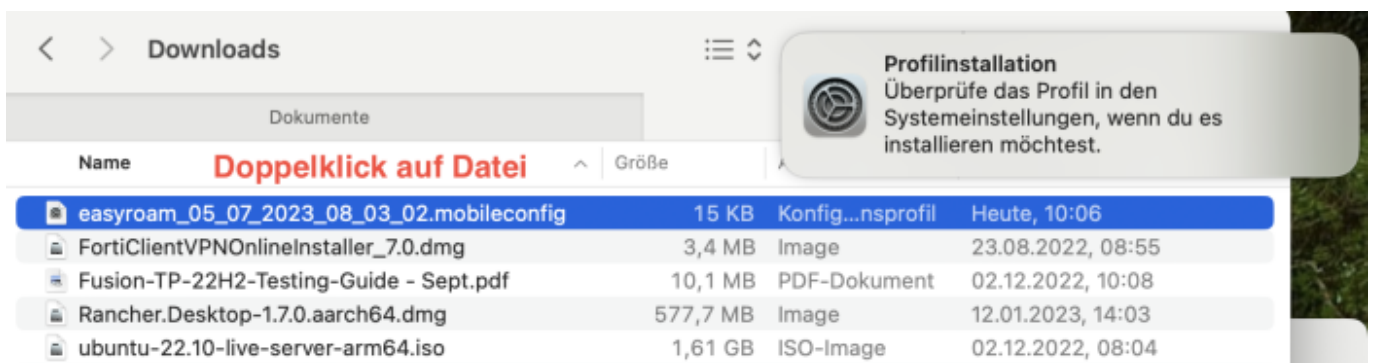 Downloads
Profilinstallation
Überprüfe das Profil in den
Systemeinstellungen, wenn du es
installieren möchtest.
Dokumente
Name Doppelklick auf Datei Größe
easyroam_05_07_2023_08_03_02.mobileconfig 15 KB Konfig...nsprofil Heute, 10:06
FortiClientVPNOnlineInstaller_7.0.dmg 3,4 MB Image 23.08.2022, 08:55
Fusion-TP-22H2-Testing-Guide - Sept.pdf 10,1 MB PDF-Dokument 02.12.2022, 10:08
Rancher.Desktop-1.7.0.aarch64.dmg 577,7 MB Image 12.01.2023, 14:03
ubuntu-22.10-live-server-arm64.iso 1,61 GB ISO-Image 02.12.2022, 08:04